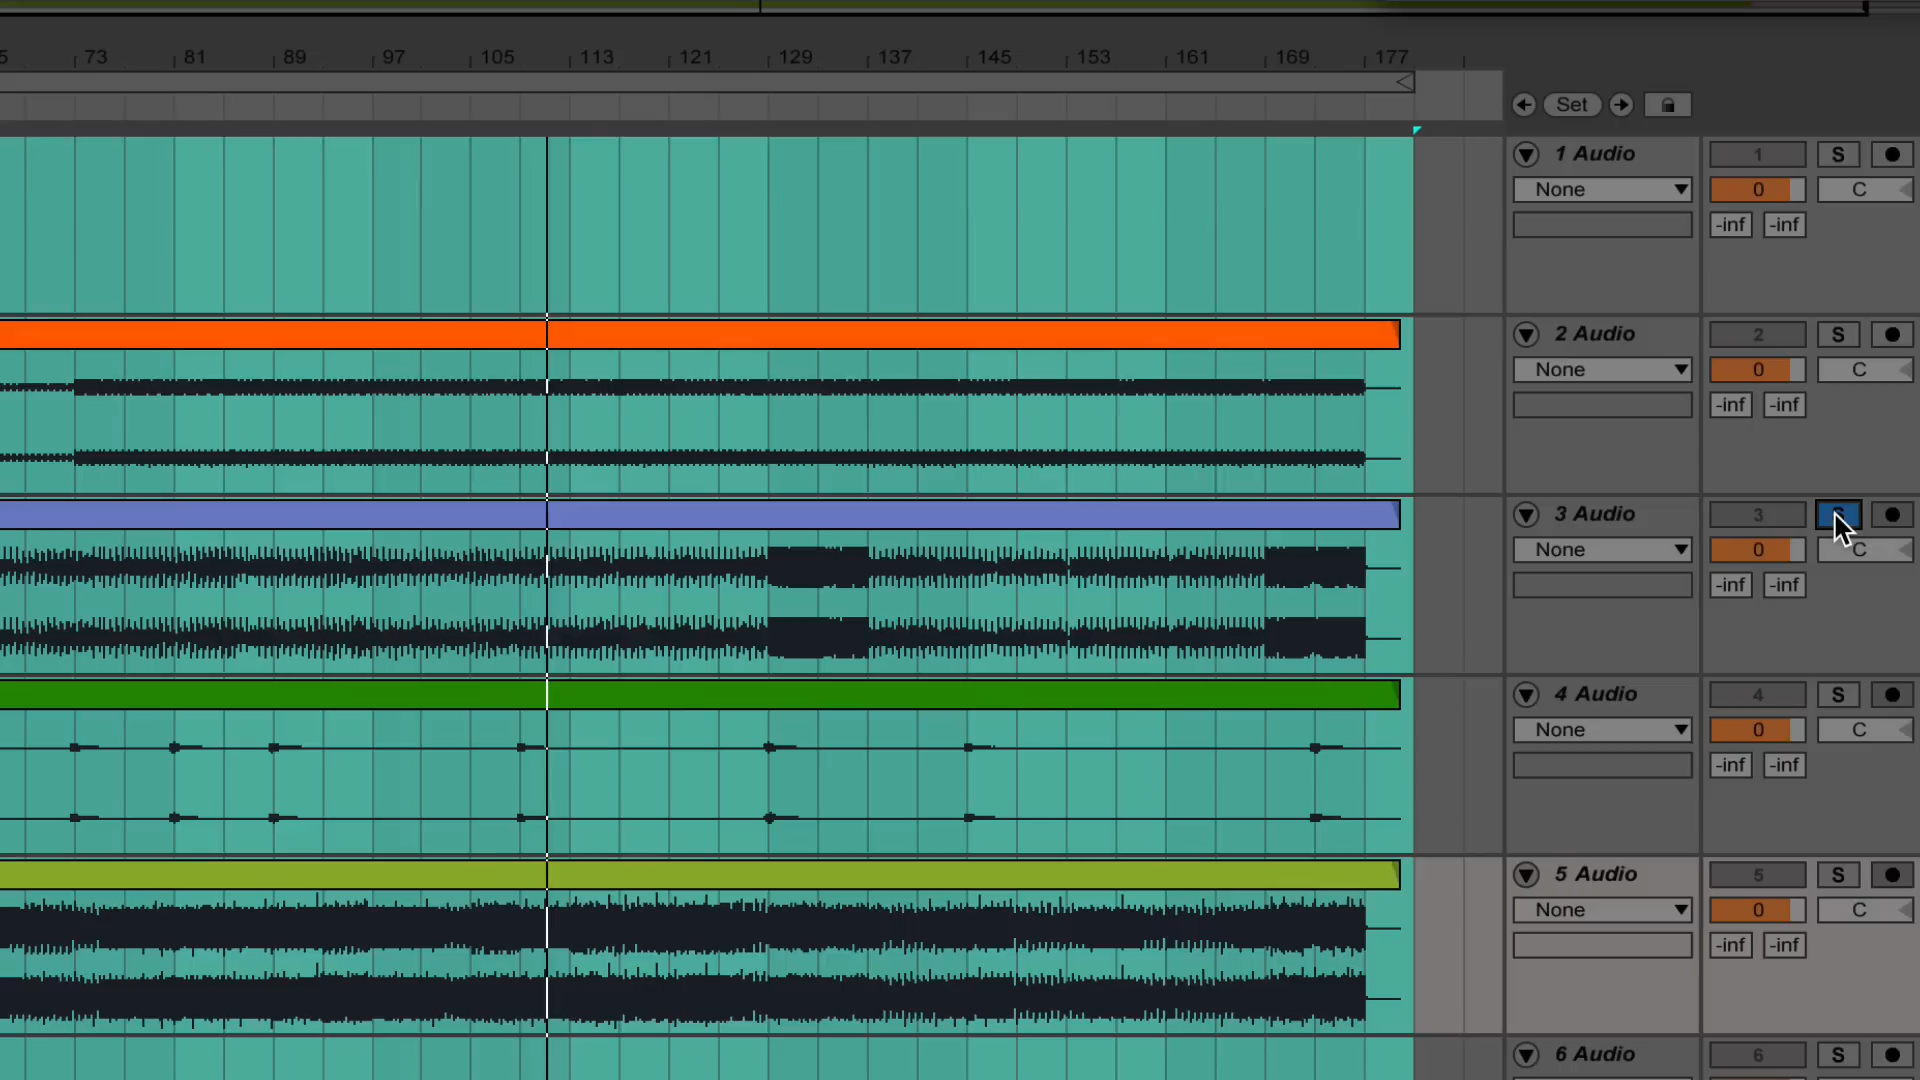 5 73 81 89 97 105 113 121 129 137 145 153 161 169 177
Set
1 Audio 1 S
None 0 C
-inf -inf
2 Audio 2 S
None 0 C
-inf -inf
3 Audio 3 S
None 0 C
-inf -inf
4 Audio 4 S
None 0 C
-inf -inf
5 Audio 5 S
None 0 C
-inf -inf
6 Audio 6 S